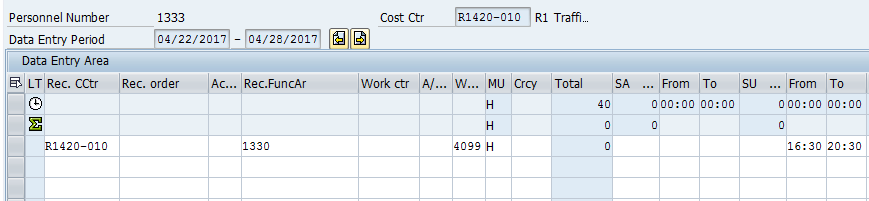 Personnel Number 1333 Cost Ctr R1420-010 R1 Traffi…
Data Entry Period 04/22/2017 - 04/28/2017
Data Entry Area
LT Rec. CCtr Rec. order Ac... Rec.FuncAr Work ctr A/... W... MU Crcy Total SA ... From To SU ... From To
H 40 0 00:00 00:00 0 00:00 00:00
Σ H 0 0 0
R1420-010 1330 4099 H 0 16:30 20:30